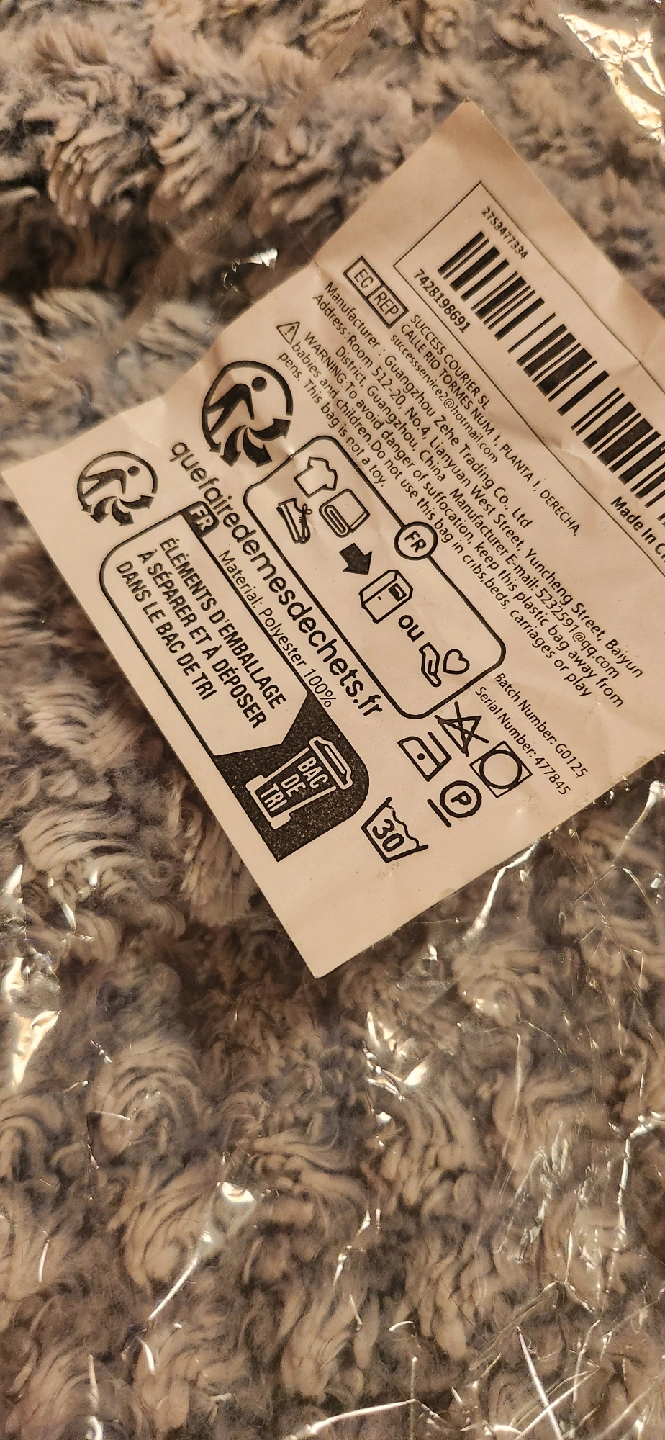 2753477334
7428198691
Made In
EC REP
SUCCESS COURIER SL
CALLE RIO TORMES NUM 1, PLANTA 1, DERECHA,
successervice2@hotmail.com
Manufacturer: Guangzhou Zehe Trading Co., Ltd
Address: Room 512-20, No.4, Lianyuan West Street, Yuncheng Street, Baiyun
District, Guangzhou, China Manufacturer E-mail: 5232591@qq.com
WARNING:To avoid danger of suffocation, keep this plastic bag away from
babies and children.Do not use this bag in cribs,beds, carriages or play
pens. This bag is not a toy.
FR
ou
quefairedemesdechets.fr
Material: Polyester 100%
FR
ÉLÉMENTS D'EMBALLAGE
À SÉPARER ET À DÉPOSER
DANS LE BAC DE TRI
BAC
DE
TRI
Batch Number: G0125
Serial Number: 477845
P
30